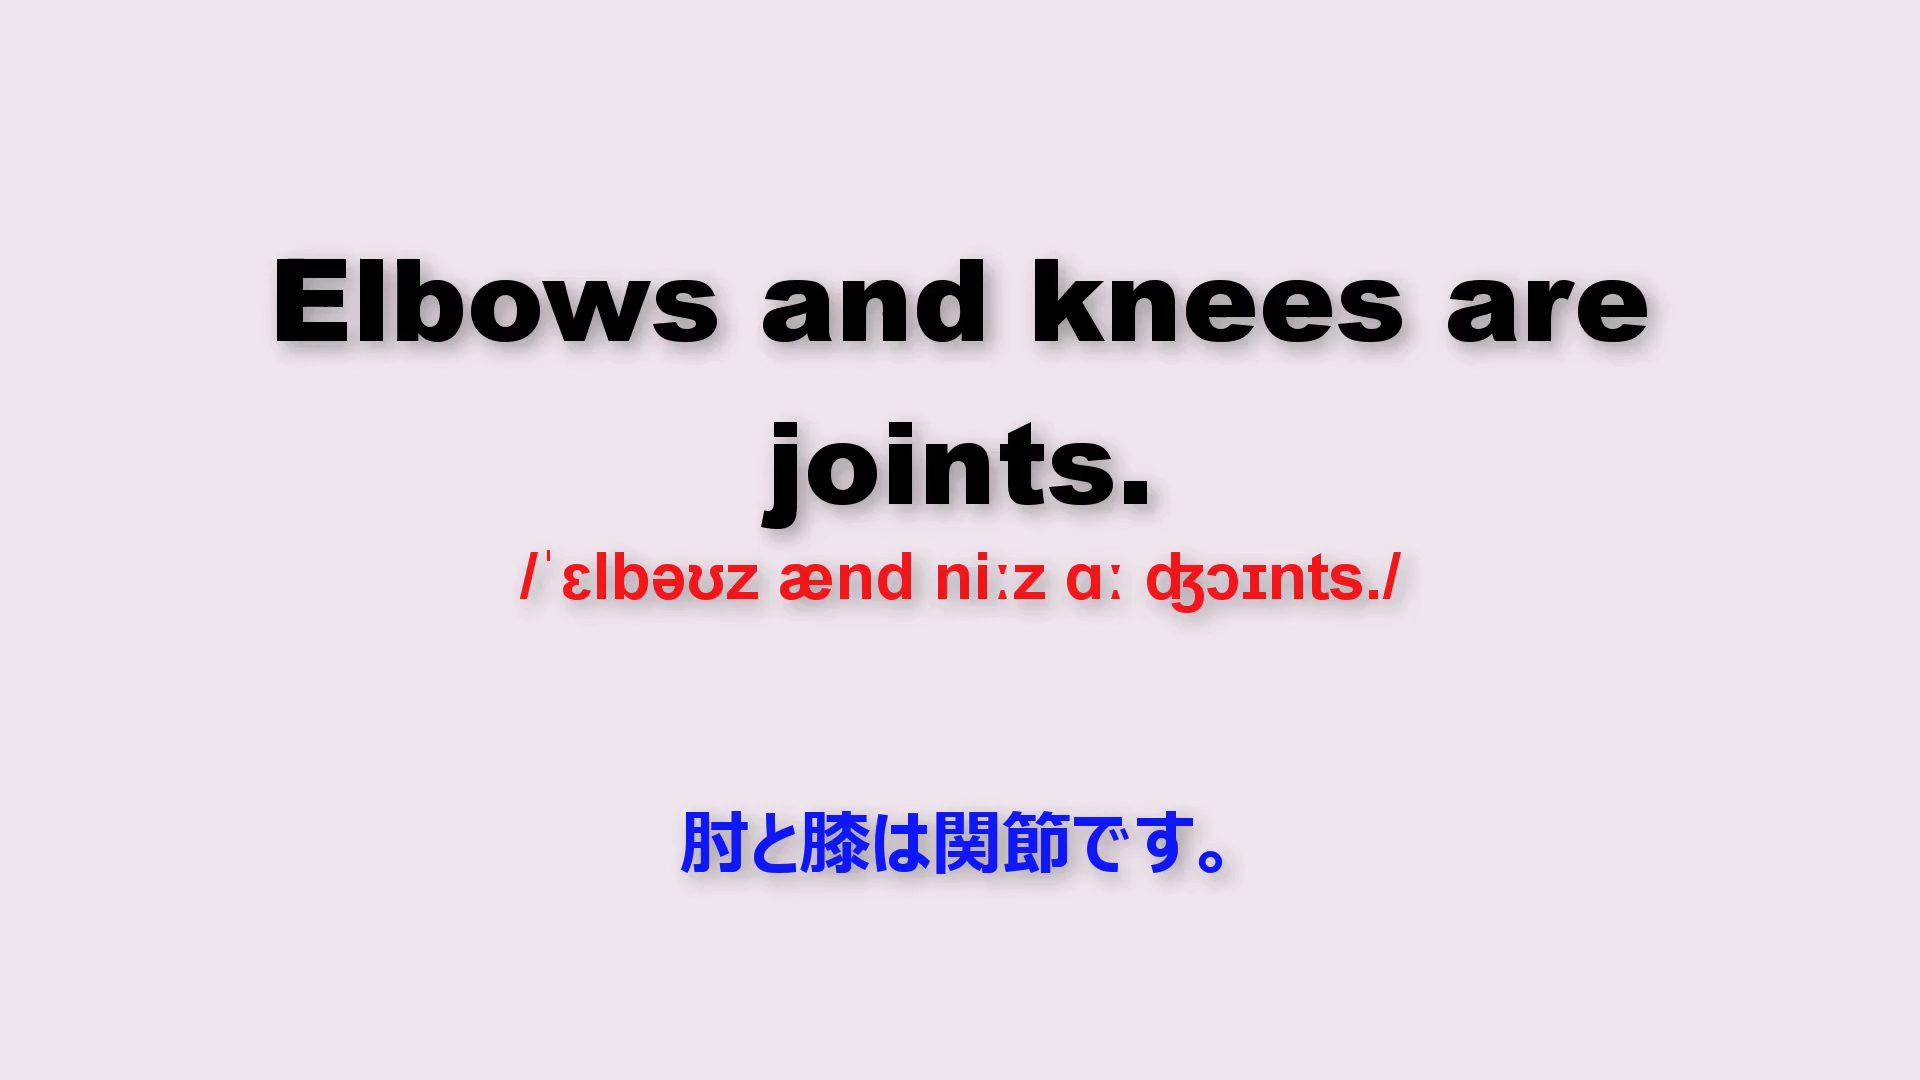 Elbows and knees are
joints.
/ˈɛlbəʊz ænd niːz ɑː ʤɔɪnts./
肘と膝は関節です。